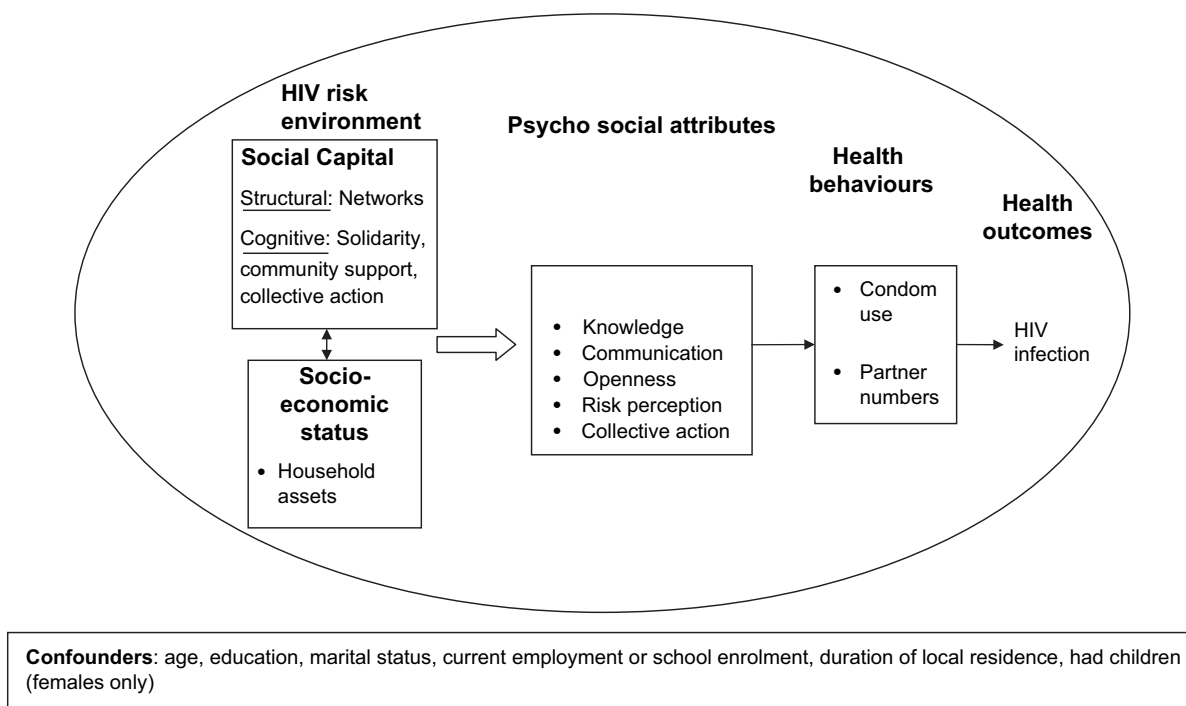 HIV risk
environment
Social Capital
Structural: Networks
Cognitive: Solidarity,
community support,
collective action
Socio-
economic
status
• Household
assets
Psycho social attributes
• Knowledge
• Communication
• Openness
• Risk perception
• Collective action
Health
behaviours
• Condom
use
• Partner
numbers
Health
outcomes
HIV
infection
Confounders: age, education, marital status, current employment or school enrolment, duration of local residence, had children
(females only)